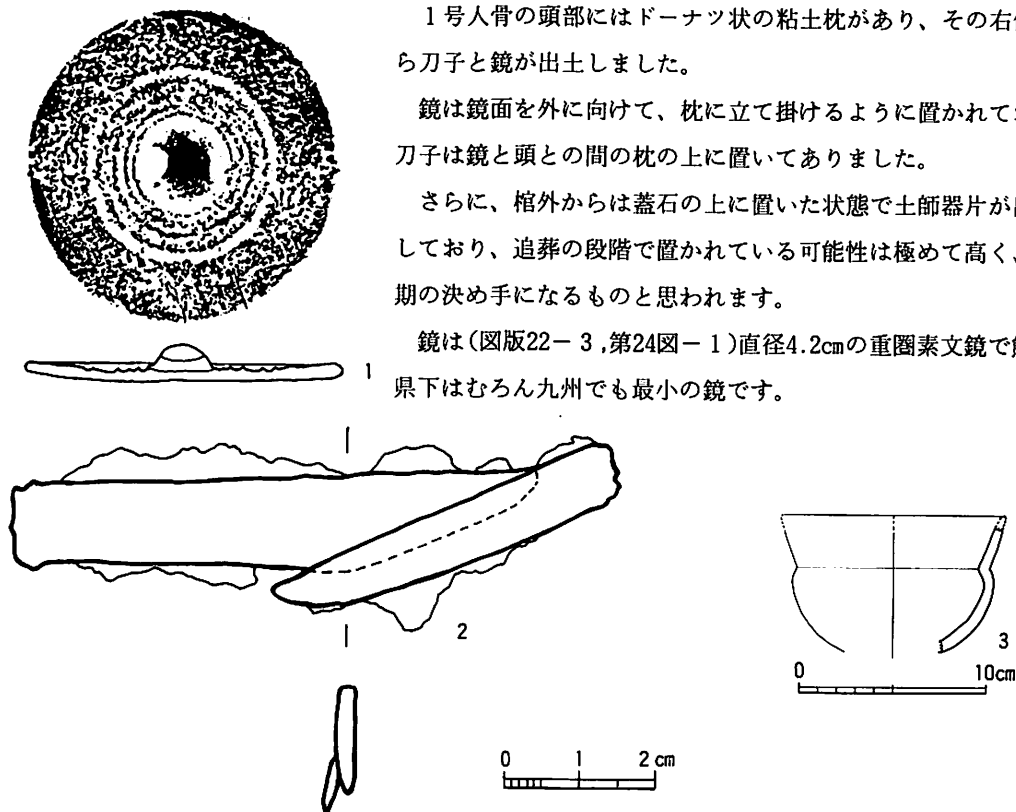 1号人骨の頭部にはドーナツ状の粘土枕があり、その右
ら刀子と鏡が出土しました。
鏡は鏡面を外に向けて、枕に立て掛けるように置かれて
刀子は鏡と頭との間の枕の上に置いてありました。
さらに、棺外からは蓋石の上に置いた状態で土師器片が
しており、追葬の段階で置かれている可能性は極めて高く、
期の決め手になるものと思われます。
鏡は(図版22-3,第24図-1)直径4.2cmの重圏素文鏡で
県下はむろん九州でも最小の鏡です。
1
2
3
0 10cm
0 1 2cm